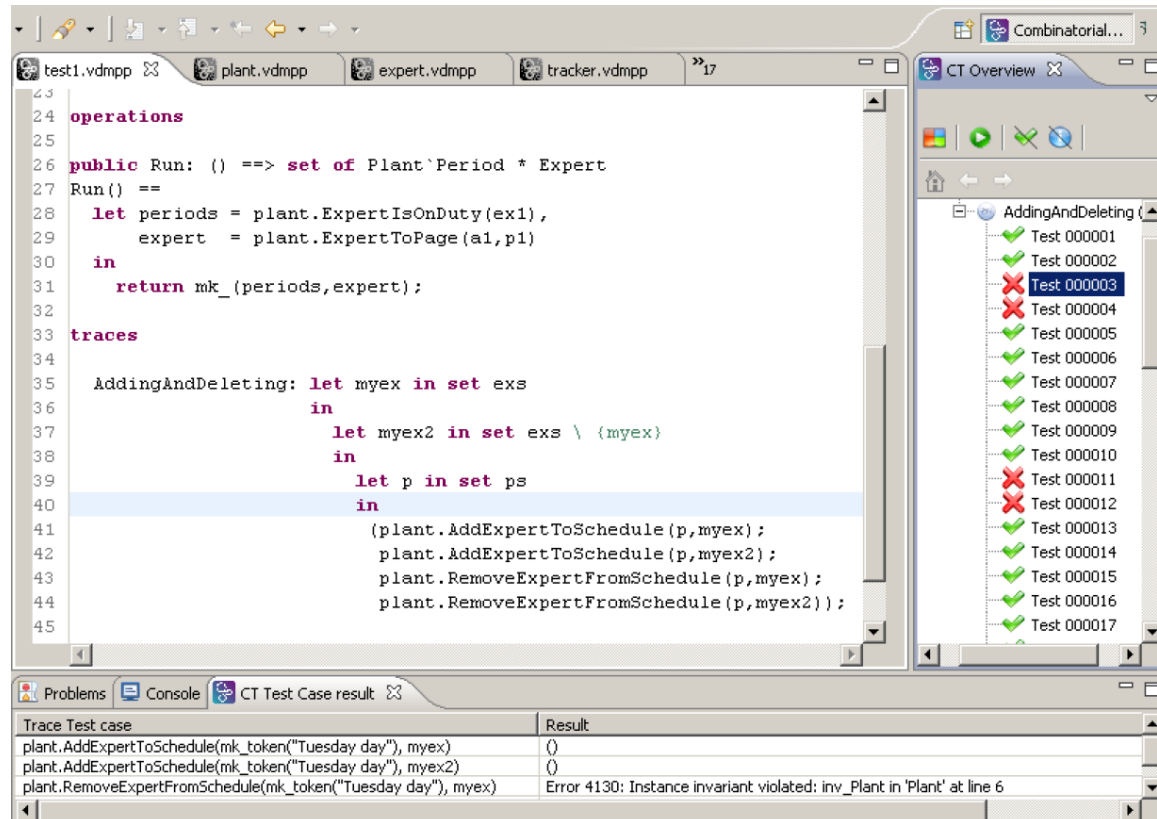 Combinatorial...
test1.vdmpp
plant.vdmpp
expert.vdmpp
tracker.vdmpp
»17
CT Overview
23
24 operations
25
26 public Run: () ==> set of Plant`Period * Expert
27 Run() ==
28 let periods = plant.ExpertIsOnDuty(ex1),
29 expert = plant.ExpertToPage(a1,p1)
30 in
31 return mk_(periods,expert);
32
33 traces
34
35 AddingAndDeleting: let myex in set exs
36 in
37 let myex2 in set exs \ {myex}
38 in
39 let p in set ps
40 in
41 (plant.AddExpertToSchedule(p,myex);
42 plant.AddExpertToSchedule(p,myex2);
43 plant.RemoveExpertFromSchedule(p,myex);
44 plant.RemoveExpertFromSchedule(p,myex2));
45
AddingAndDeleting (
Test 000001
Test 000002
Test 000003
Test 000004
Test 000005
Test 000006
Test 000007
Test 000008
Test 000009
Test 000010
Test 000011
Test 000012
Test 000013
Test 000014
Test 000015
Test 000016
Test 000017
Problems
Console
CT Test Case result
Trace Test case Result
plant.AddExpertToSchedule(mk_token("Tuesday day"), myex) ()
plant.AddExpertToSchedule(mk_token("Tuesday day"), myex2) ()
plant.RemoveExpertFromSchedule(mk_token("Tuesday day"), myex) Error 4130: Instance invariant violated: inv_Plant in 'Plant' at line 6